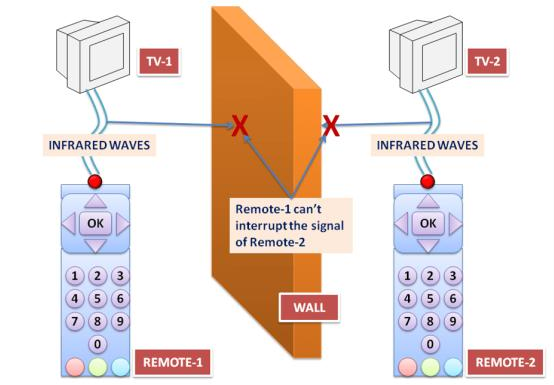 TV-1
TV-2
INFRARED WAVES
INFRARED WAVES
X
X
Remote-1 can't
interrupt the signal
of Remote-2
OK
OK
1 2 3
4 5 6
7 8 9
0
1 2 3
4 5 6
7 8 9
0
WALL
REMOTE-1
REMOTE-2